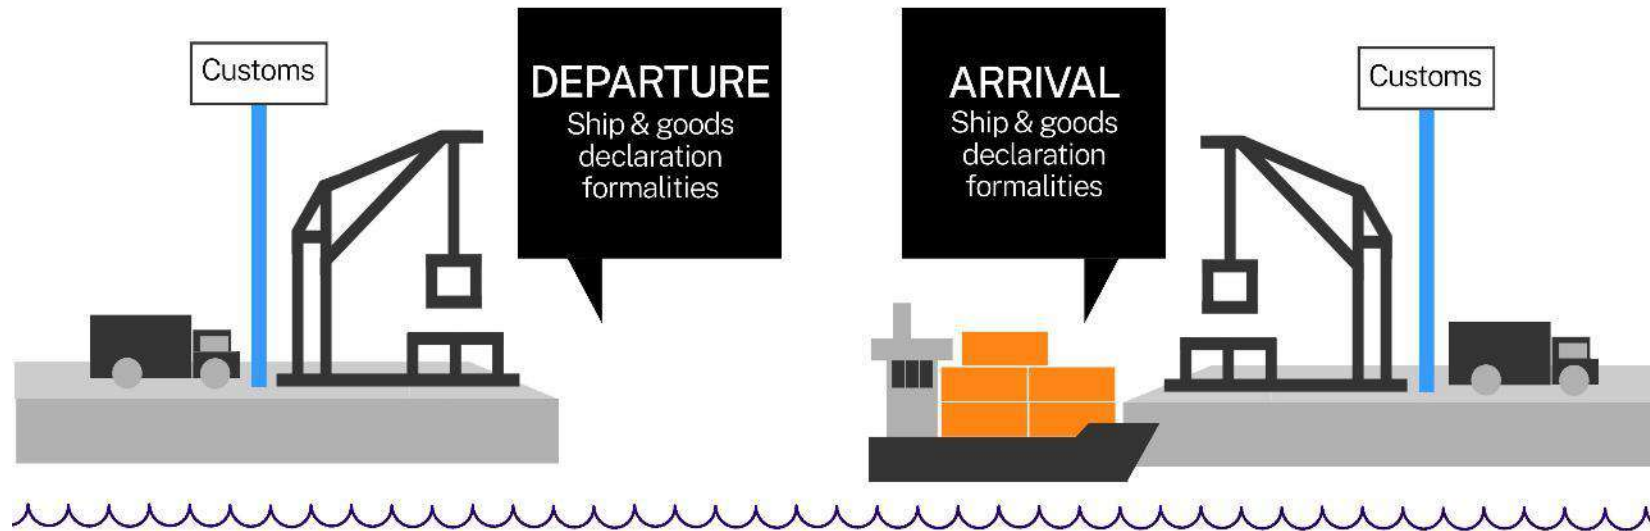 Customs
DEPARTURE
Ship & goods
declaration
formalities
ARRIVAL
Ship & goods
declaration
formalities
Customs